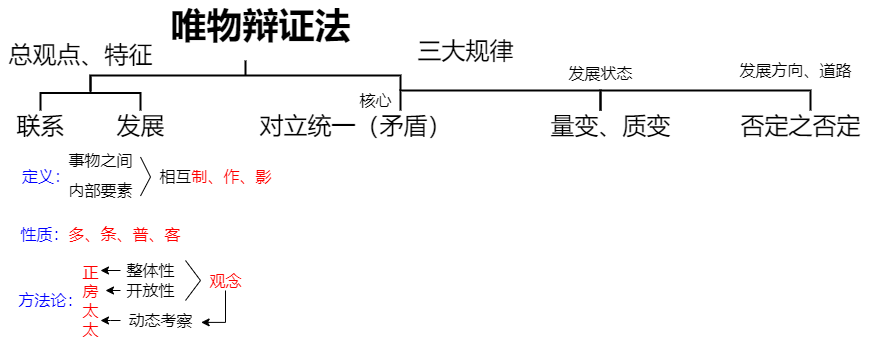 唯物辩证法
总观点、特征
三大规律
核心
发展状态
发展方向、道路
联系
发展
对立统一（矛盾）
量变、质变
否定之否定
定义：
事物之间
内部要素
相互制、作、影
性质：多、条、普、客
方法论：
正
房
太
太
整体性
开放性
动态考察
观念